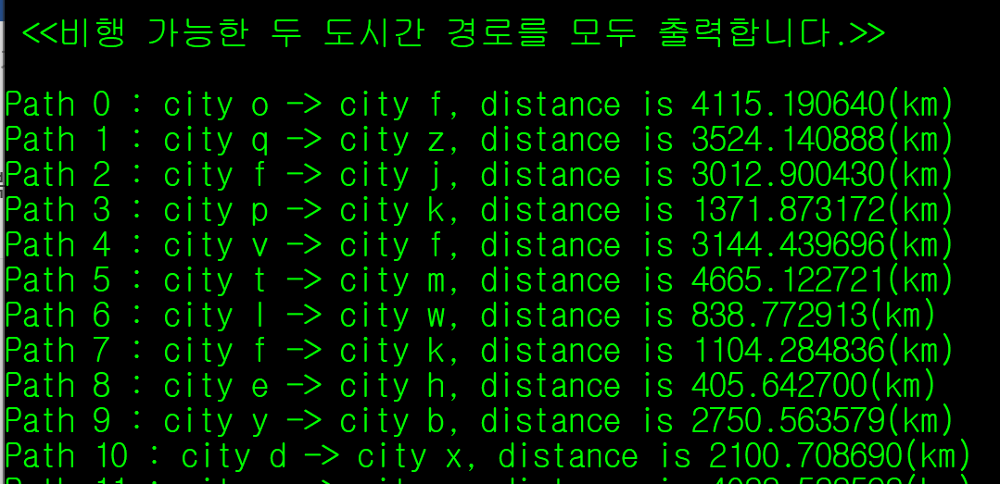 <<비행 가능한 두 도시간 경로를 모두 출력합니다.>>
Path 0 : city o -> city f, distance is 4115.190640(km)
Path 1 : city q -> city z, distance is 3524.140888(km)
Path 2 : city f -> city j, distance is 3012.900430(km)
Path 3 : city p -> city k, distance is 1371.873172(km)
Path 4 : city v -> city f, distance is 3144.439696(km)
Path 5 : city t -> city m, distance is 4665.122721(km)
Path 6 : city l -> city w, distance is 838.772913(km)
Path 7 : city f -> city k, distance is 1104.284836(km)
Path 8 : city e -> city h, distance is 405.642700(km)
Path 9 : city y -> city b, distance is 2750.563579(km)
Path 10 : city d -> city x, distance is 2100.708690(km)